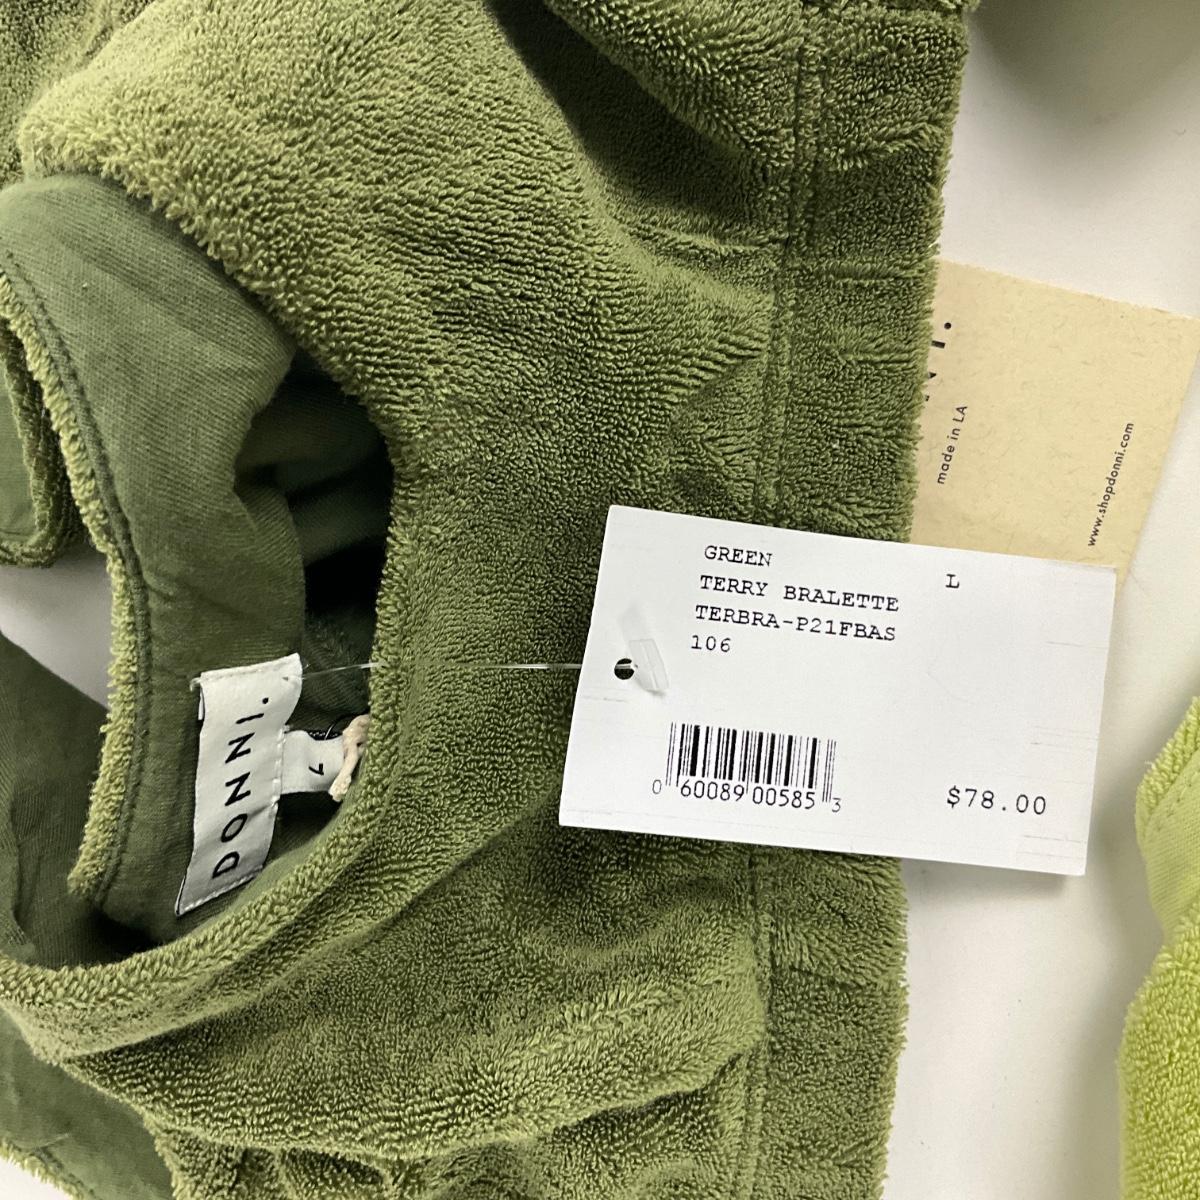 GREEN L
TERRY BRALETTE
TERBRA-P21FBAS
106
0 60089 00585 3
$78.00
DONNI.
L
NI.
made in LA
www.shopdonni.com